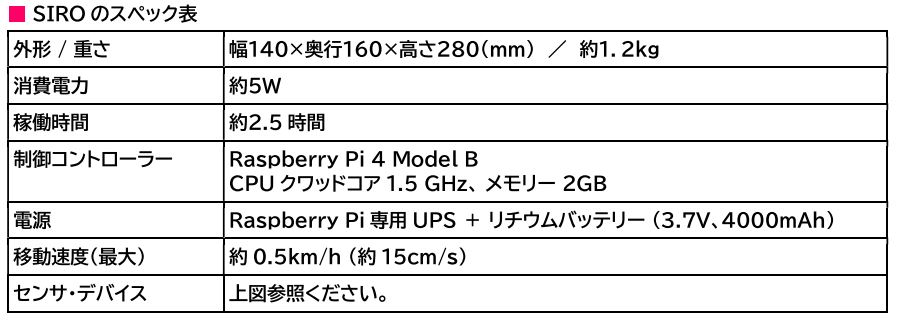 ■ SIRO のスペック表
外形 / 重さ
幅140×奥行160×高さ280(mm) ／ 約1.2kg
消費電力
約5W
稼働時間
約2.5 時間
制御コントローラー
Raspberry Pi 4 Model B
CPU クワッドコア 1.5 GHz、メモリー 2GB
電源
Raspberry Pi 専用 UPS ＋ リチウムバッテリー (3.7V、4000mAh)
移動速度(最大)
約 0.5km/h (約 15cm/s)
センサ・デバイス
上図参照ください。